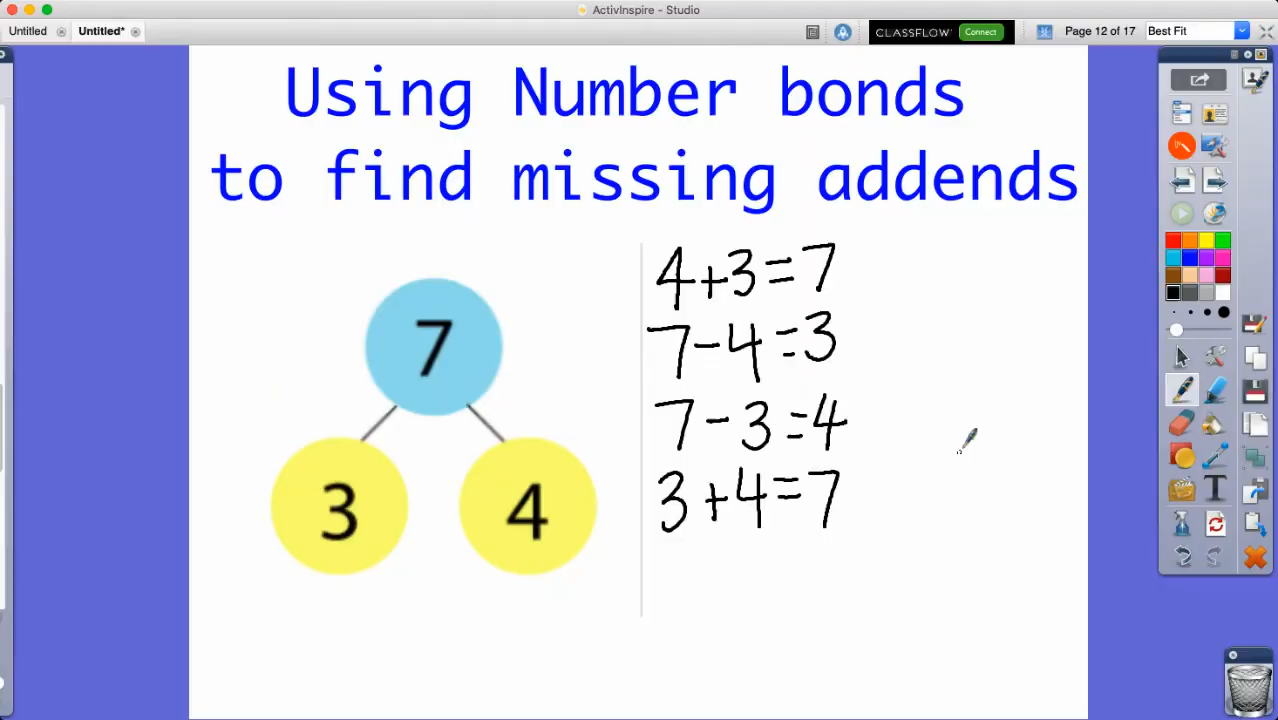 ActivInspire - Studio
Untitled
Untitled*
CLASSFLOW Connect
Page 12 of 17
Best Fit
Using Number bonds
to find missing addends
7
3
4
4+3=7
7-4=3
7-3=4
3+4=7
T